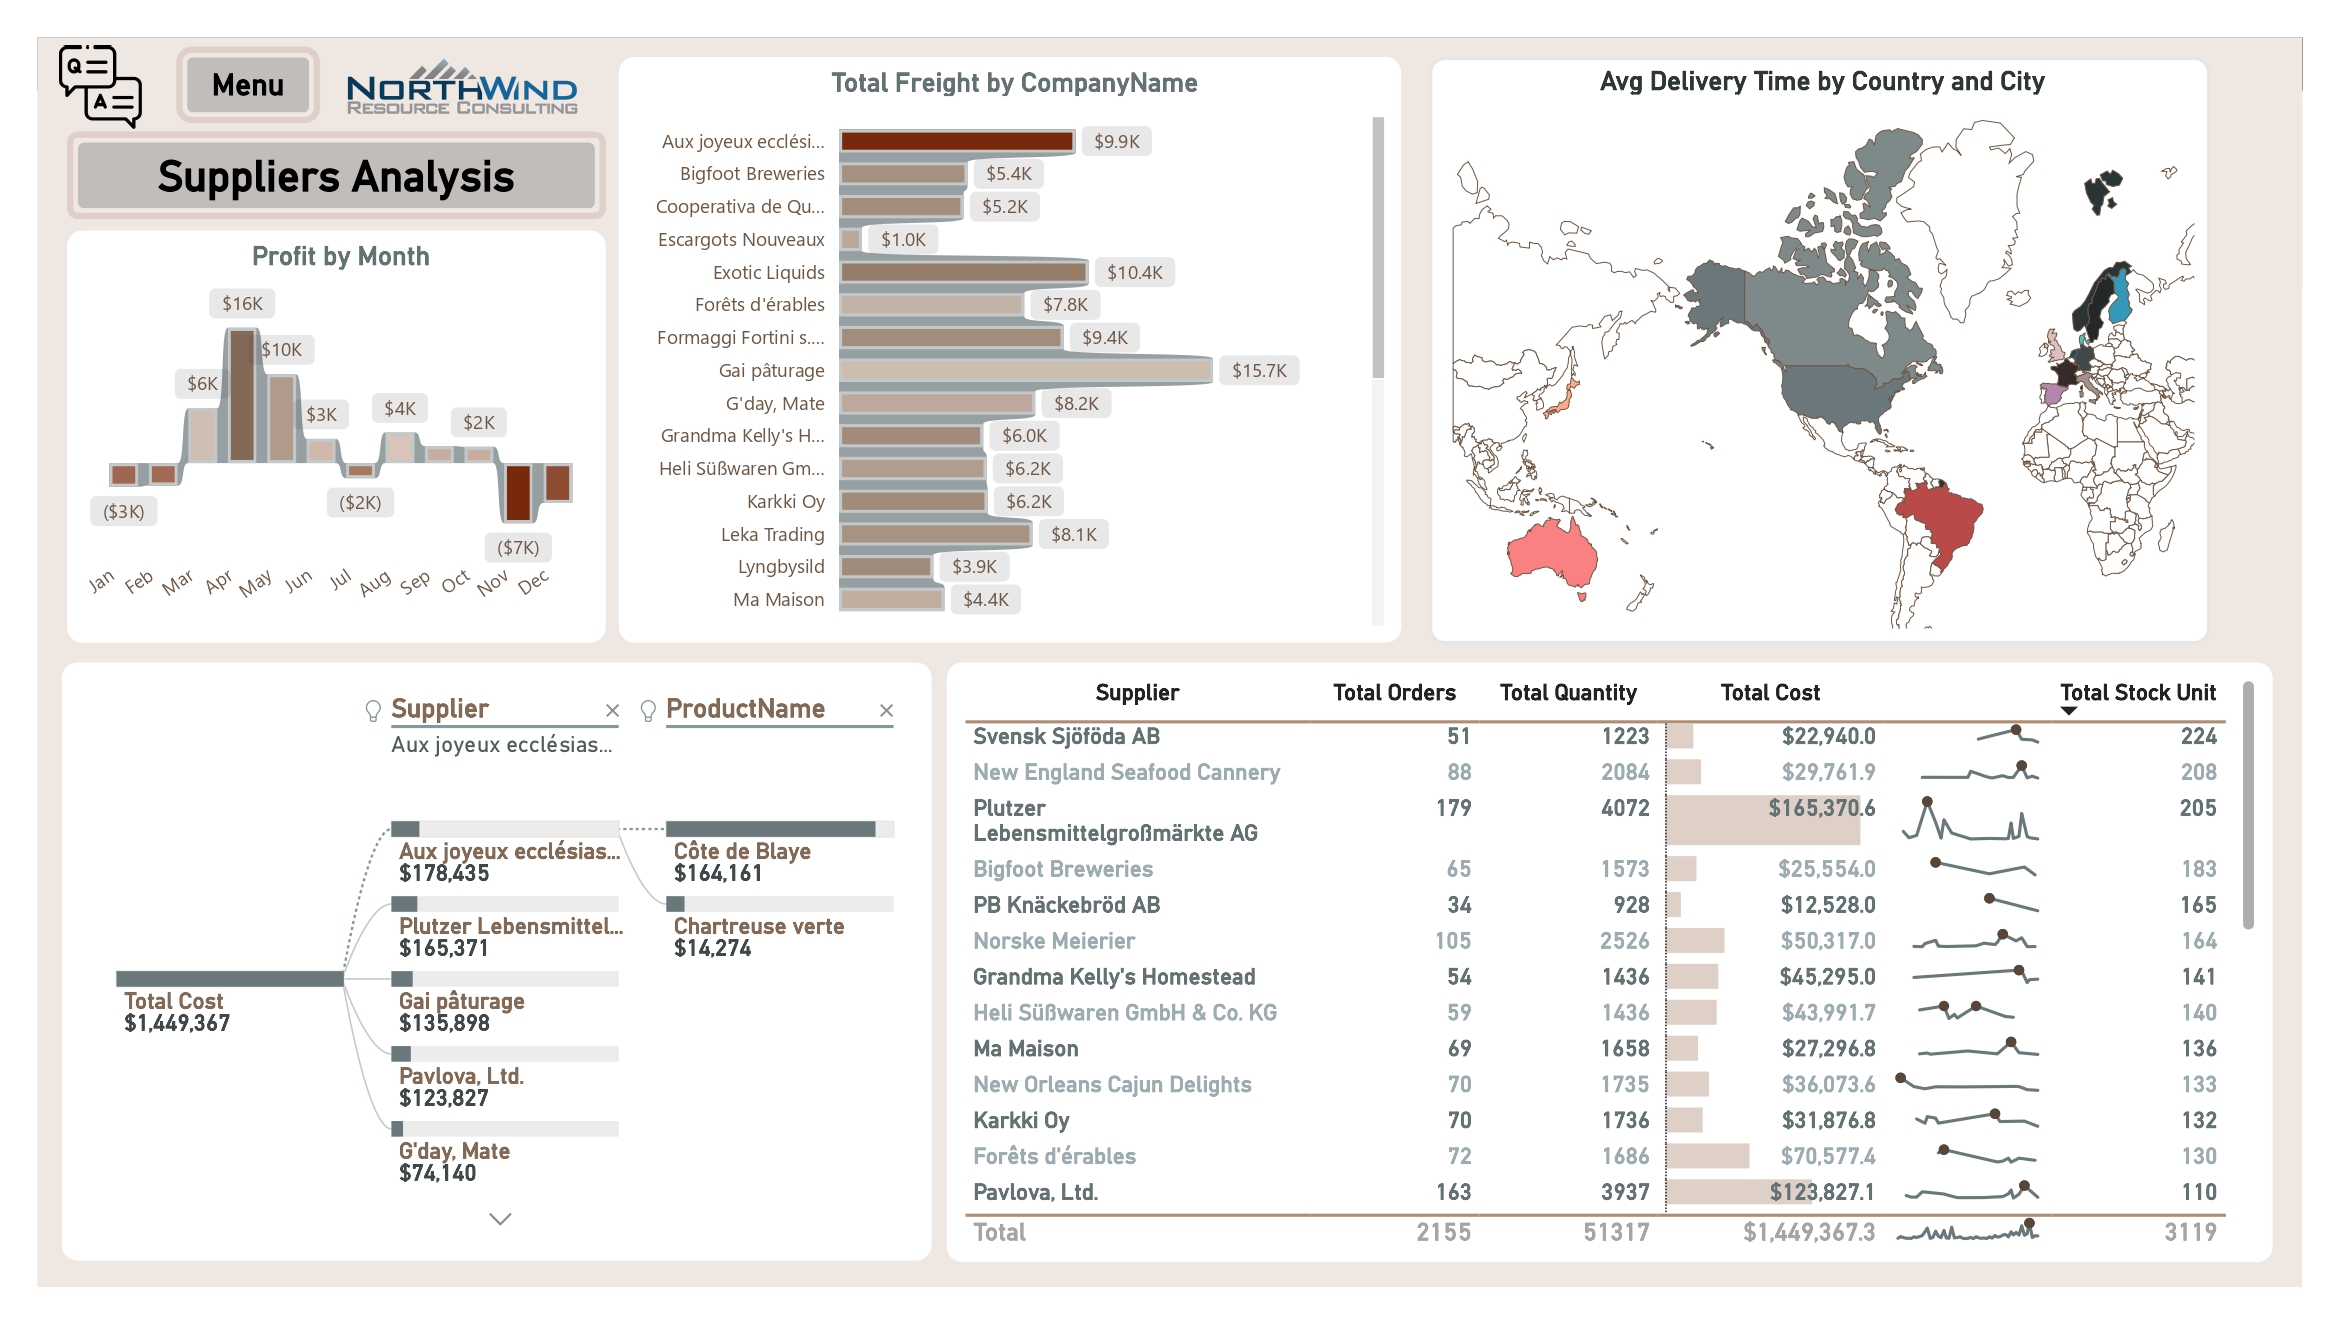 Q
A
Menu
NORTHWIND
RESOURCE CONSULTING
Suppliers Analysis
Profit by Month
$16K
$10K
$6K
$3K
$4K
$2K
($3K)
($2K)
($7K)
Jan Feb Mar Apr May Jun Jul Aug Sep Oct Nov Dec
Total Freight by CompanyName
Aux joyeux ecclési... $9.9K
Bigfoot Breweries $5.4K
Cooperativa de Qu... $5.2K
Escargots Nouveaux $1.0K
Exotic Liquids $10.4K
Forêts d'érables $7.8K
Formaggi Fortini s.... $9.4K
Gai pâturage $15.7K
G'day, Mate $8.2K
Grandma Kelly's H... $6.0K
Heli Süßwaren Gm... $6.2K
Karkki Oy $6.2K
Leka Trading $8.1K
Lyngbysild $3.9K
Ma Maison $4.4K
Avg Delivery Time by Country and City
Supplier
Aux joyeux ecclésias...
ProductName
Total Cost
$1,449,367
Aux joyeux ecclésias...
$178,435
Plutzer Lebensmittel...
$165,371
Gai pâturage
$135,898
Pavlova, Ltd.
$123,827
G'day, Mate
$74,140
Côte de Blaye
$164,161
Chartreuse verte
$14,274
Supplier Total Orders Total Quantity Total Cost Total Stock Unit
Svensk Sjöföda AB 51 1223 $22,940.0 224
New England Seafood Cannery 88 2084 $29,761.9 208
Plutzer 179 4072 $165,370.6 205
Lebensmittelgroßmärkte AG
Bigfoot Breweries 65 1573 $25,554.0 183
PB Knäckebröd AB 34 928 $12,528.0 165
Norske Meierier 105 2526 $50,317.0 164
Grandma Kelly's Homestead 54 1436 $45,295.0 141
Heli Süßwaren GmbH & Co. KG 59 1436 $43,991.7 140
Ma Maison 69 1658 $27,296.8 136
New Orleans Cajun Delights 70 1735 $36,073.6 133
Karkki Oy 70 1736 $31,876.8 132
Forêts d'érables 72 1686 $70,577.4 130
Pavlova, Ltd. 163 3937 $123,827.1 110
Total 2155 51317 $1,449,367.3 3119